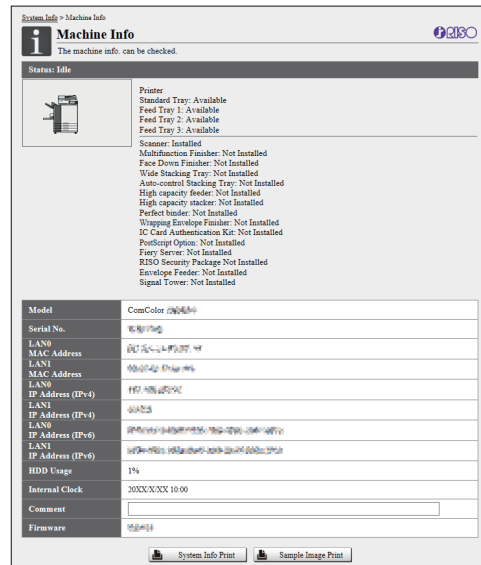 System Info > Machine Info
Machine Info
RISO
The machine info. can be checked.
Status: Idle
Printer
Standard Tray: Available
Feed Tray 1: Available
Feed Tray 2: Available
Feed Tray 3: Available
Scanner: Installed
Multifunction Finisher: Not Installed
Face Down Finisher: Not Installed
Wide Stacking Tray: Not Installed
Auto-control Stacking Tray: Not Installed
High capacity feeder: Not Installed
High capacity stacker: Not Installed
Perfect binder: Not Installed
Wrapping Envelope Finisher: Not Installed
IC Card Authentication Kit: Not Installed
PostScript Option: Not Installed
Fiery Server: Not Installed
RISO Security Package Not Installed
Envelope Feeder: Not Installed
Signal Tower: Not Installed
Model ComColor
Serial No.
LAN0
MAC Address
LAN1
MAC Address
LAN0
IP Address (IPv4)
LAN1
IP Address (IPv4)
LAN0
IP Address (IPv6)
LAN1
IP Address (IPv6)
HDD Usage 1%
Internal Clock 20XX/X/XX 10:00
Comment
Firmware
System Info Print Sample Image Print